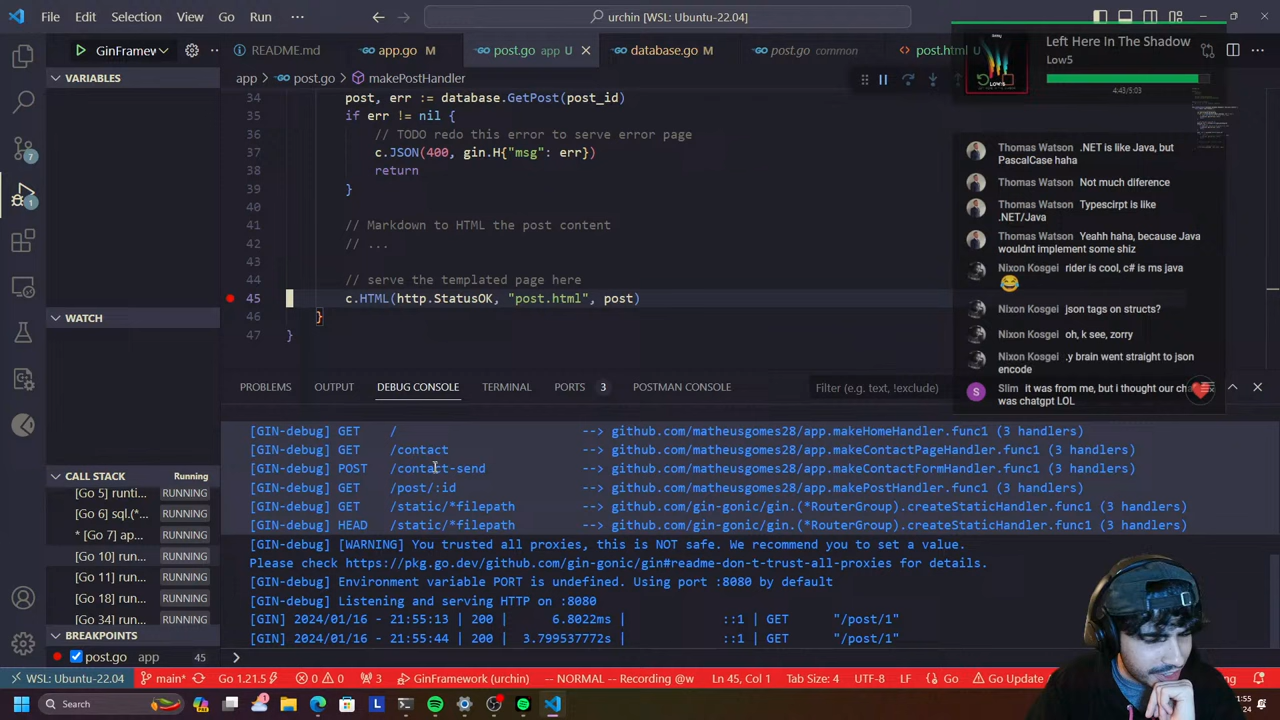 File Edit Selection View Go Run ··· urchin [WSL: Ubuntu-22.04]
GinFramew README.md app.go M post.go app U database.go M post.go common post.html
VARIABLES
app > post.go > makePostHandler
34 post, err := database.GetPost(post_id)
35 if err != nil {
36 // TODO redo this error to serve error page
37 c.JSON(400, gin.H{"msg": err})
38 return
39 }
40
41 // Markdown to HTML the post content
42 // ...
43
44 // serve the templated page here
45 c.HTML(http.StatusOK, "post.html", post)
46 }
47 }
Left Here In The Shadow
Low5
4:43/5:03
Thomas Watson .NET is like Java, but
PascalCase haha
Thomas Watson Not much diference
Thomas Watson Typescirpt is like
.NET/Java
Thomas Watson Yeahh haha, because Java
wouldnt implement some shiz
Nixon Kosgei rider is cool, c# is ms java
😂
Nixon Kosgei json tags on structs?
Nixon Kosgei oh, k see, zorry
Nixon Kosgei .y brain went straight to json
encode
Slim it was from me, but i thought our ch
was chatgpt LOL
WATCH
PROBLEMS OUTPUT DEBUG CONSOLE TERMINAL PORTS 3 POSTMAN CONSOLE Filter (e.g. text, !exclude)
[GIN-debug] GET / --> github.com/matheusgomes28/app.makeHomeHandler.func1 (3 handlers)
[GIN-debug] GET /contact --> github.com/matheusgomes28/app.makeContactPageHandler.func1 (3 handlers)
[GIN-debug] POST /contact-send --> github.com/matheusgomes28/app.makeContactFormHandler.func1 (3 handlers)
[GIN-debug] GET /post/:id --> github.com/matheusgomes28/app.makePostHandler.func1 (3 handlers)
[GIN-debug] GET /static/*filepath --> github.com/gin-gonic/gin.(*RouterGroup).createStaticHandler.func1 (3 handlers)
[GIN-debug] HEAD /static/*filepath --> github.com/gin-gonic/gin.(*RouterGroup).createStaticHandler.func1 (3 handlers)
[GIN-debug] [WARNING] You trusted all proxies, this is NOT safe. We recommend you to set a value.
Please check https://pkg.go.dev/github.com/gin-gonic/gin#readme-don-t-trust-all-proxies for details.
[GIN-debug] Environment variable PORT is undefined. Using port :8080 by default
[GIN-debug] Listening and serving HTTP on :8080
[GIN] 2024/01/16 - 21:55:13 | 200 | 6.8022ms | ::1 | GET "/post/1"
[GIN] 2024/01/16 - 21:55:44 | 200 | 3.799537772s | ::1 | GET "/post/1"
CALL STACK Running
[Go 5] runti... RUNNING
[Go 6] sql.(*... RUNNING
* [Go 7] ap... RUNNING
[Go 10] run... RUNNING
[Go 11] run... RUNNING
[Go 18] run... RUNNING
[Go 34] run... RUNNING
BREAKPOINTS
post.go app 45
7
1
WSL: Ubuntu-22.04 main* 0 0 3 GinFramework (urchin) -- NORMAL -- Recording @w Ln 45, Col 1 Tab Size: 4 UTF-8 LF Go Go Update
Search